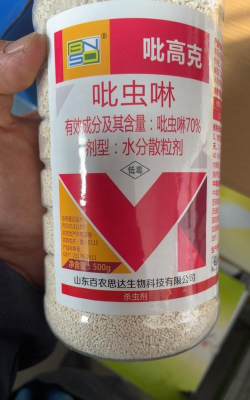 BN
SD
吡高克
吡虫啉
有效成分及其含量：吡虫啉70%
剂型：水分散粒剂
低毒
净含量：500g
山东百农思达生物科技有限公司
杀虫剂